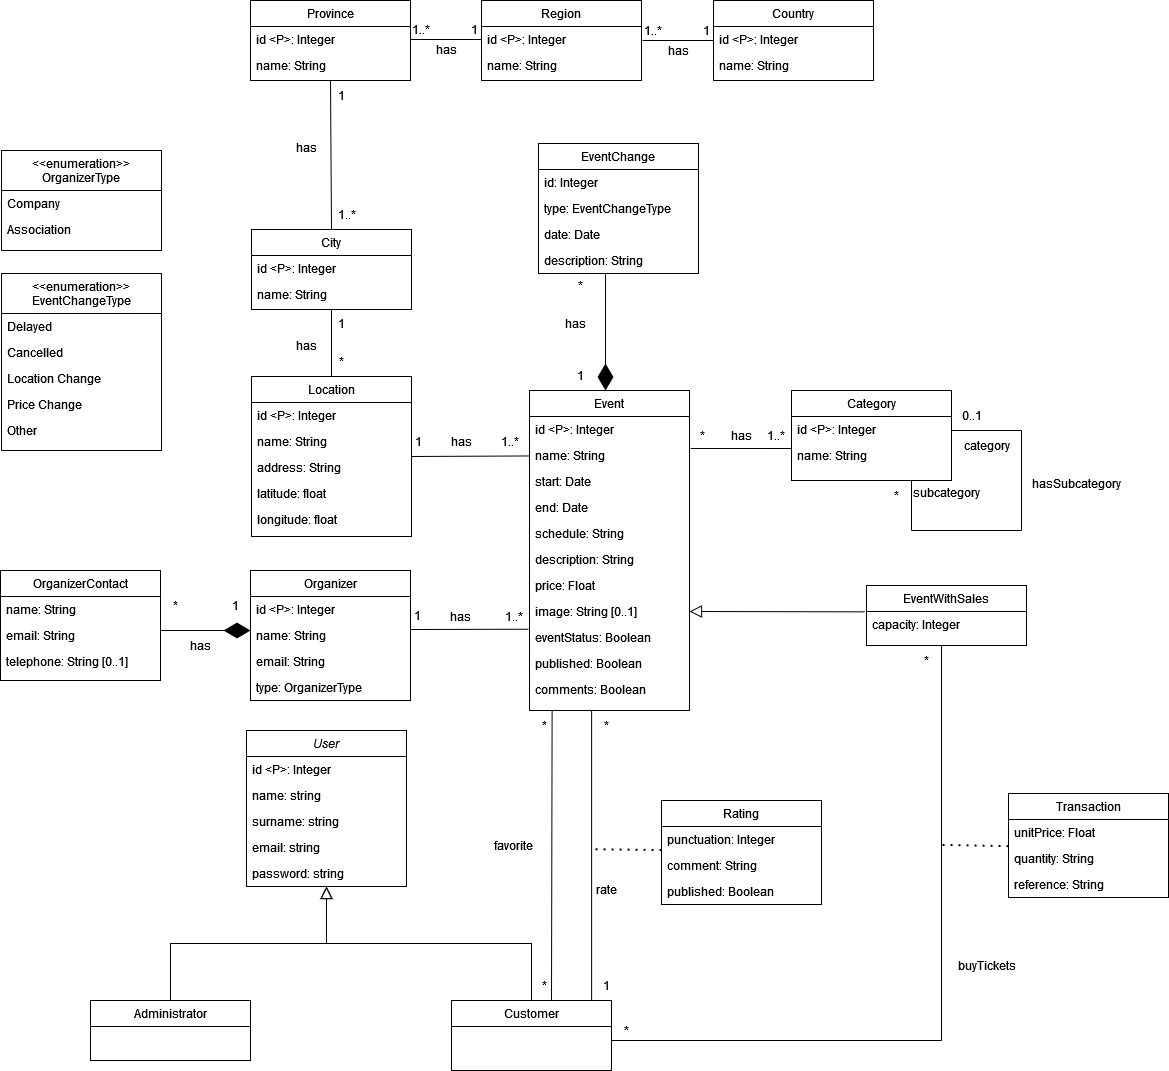 Province
id <P>: Integer
name: String
1..*
1
has
Region
id <P>: Integer
name: String
1..*
1
has
Country
id <P>: Integer
name: String
1
has
1..*
<<enumeration>>
OrganizerType
Company
Association
<<enumeration>>
EventChangeType
Delayed
Cancelled
Location Change
Price Change
Other
City
id <P>: Integer
name: String
1
has
*
EventChange
id: Integer
type: EventChangeType
date: Date
description: String
*
has
1
Location
id <P>: Integer
name: String
address: String
latitude: float
longitude: float
1
has
1..*
Event
id <P>: Integer
name: String
start: Date
end: Date
schedule: String
description: String
price: Float
image: String [0..1]
eventStatus: Boolean
published: Boolean
comments: Boolean
*
has
1..*
Category
id <P>: Integer
name: String
0..1
category
hasSubcategory
*
subcategory
OrganizerContact
name: String
email: String
telephone: String [0..1]
*
1
has
Organizer
id <P>: Integer
name: String
email: String
type: OrganizerType
1
has
1..*
EventWithSales
capacity: Integer
*
User
id <P>: Integer
name: string
surname: string
email: string
password: string
*
*
favorite
rate
Rating
punctuation: Integer
comment: String
published: Boolean
Transaction
unitPrice: Float
quantity: String
reference: String
buyTickets
*
1
Administrator
Customer
*